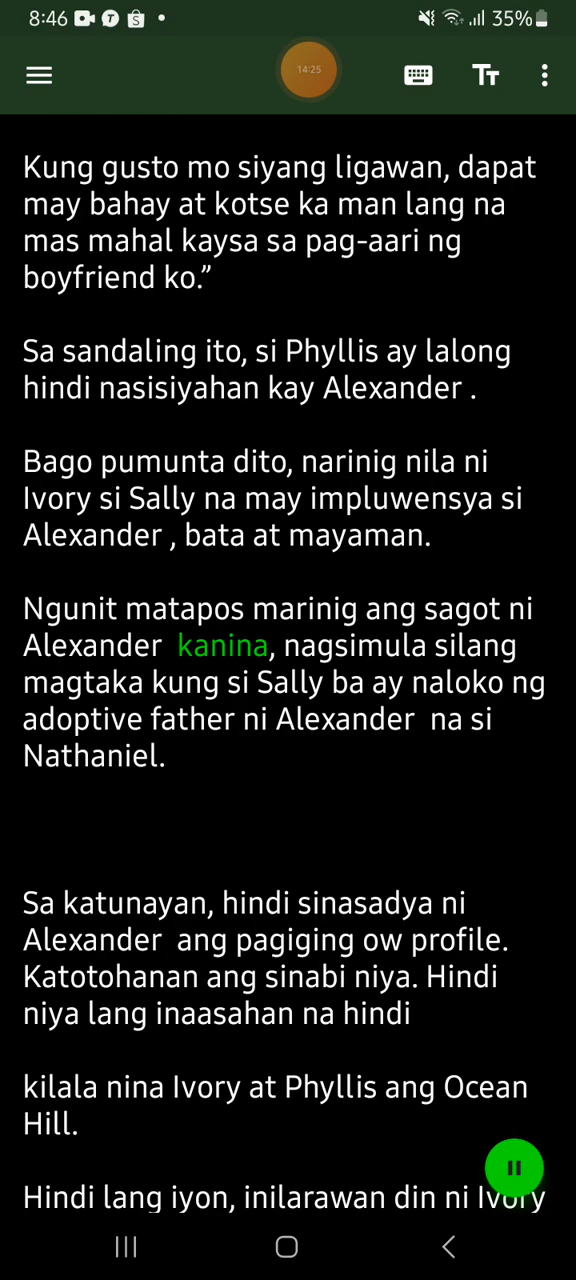 8:46 35%
14:25
Kung gusto mo siyang ligawan, dapat
may bahay at kotse ka man lang na
mas mahal kaysa sa pag-aari ng
boyfriend ko.”
Sa sandaling ito, si Phyllis ay lalong
hindi nasisiyahan kay Alexander .
Bago pumunta dito, narinig nila ni
Ivory si Sally na may impluwensya si
Alexander , bata at mayaman.
Ngunit matapos marinig ang sagot ni
Alexander  kanina, nagsimula silang
magtaka kung si Sally ba ay naloko ng
adoptive father ni Alexander  na si
Nathaniel.
Sa katunayan, hindi sinasadya ni
Alexander  ang pagiging ow profile.
Katotohanan ang sinabi niya. Hindi
niya lang inaasahan na hindi
kilala nina Ivory at Phyllis ang Ocean
Hill.
Hindi lang iyon, inilarawan din ni Ivory